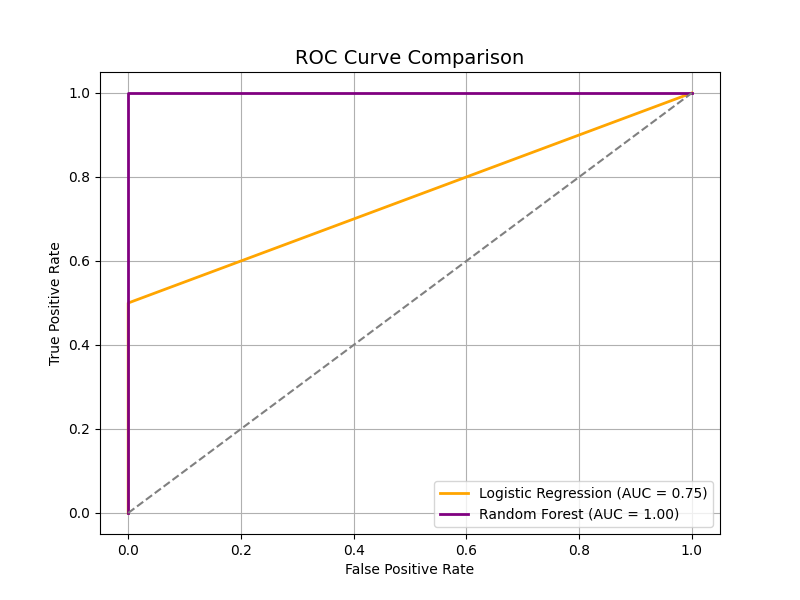 ROC Curve Comparison
1.0
0.8
0.6
0.4
0.2
0.0
True Positive Rate
Logistic Regression (AUC = 0.75)
Random Forest (AUC = 1.00)
0.0 0.2 0.4 0.6 0.8 1.0
False Positive Rate